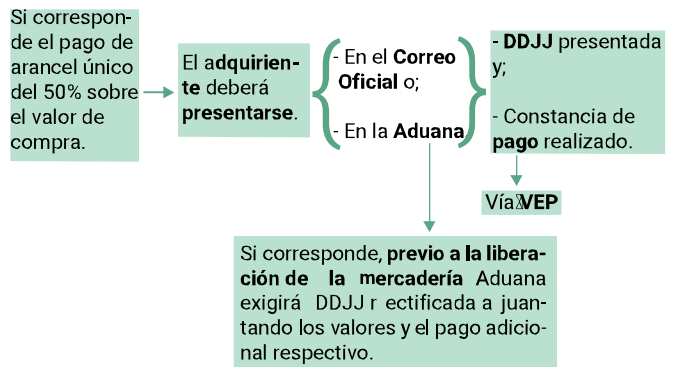 Si correspon-
de el pago de
arancel único
del 50% sobre
el valor de
compra.
El adquirien-
te deberá
presentarse.
- En el Correo
Oficial o;
- En la Aduana
- DDJJ presentada
y;
- Constancia de
pago realizado.
Vía VEP
Si corresponde, previo a la libera-
ción de la mercadería Aduana
exigirá DDJJ r ectificada a juan-
tando los valores y el pago adicio-
nal respectivo.